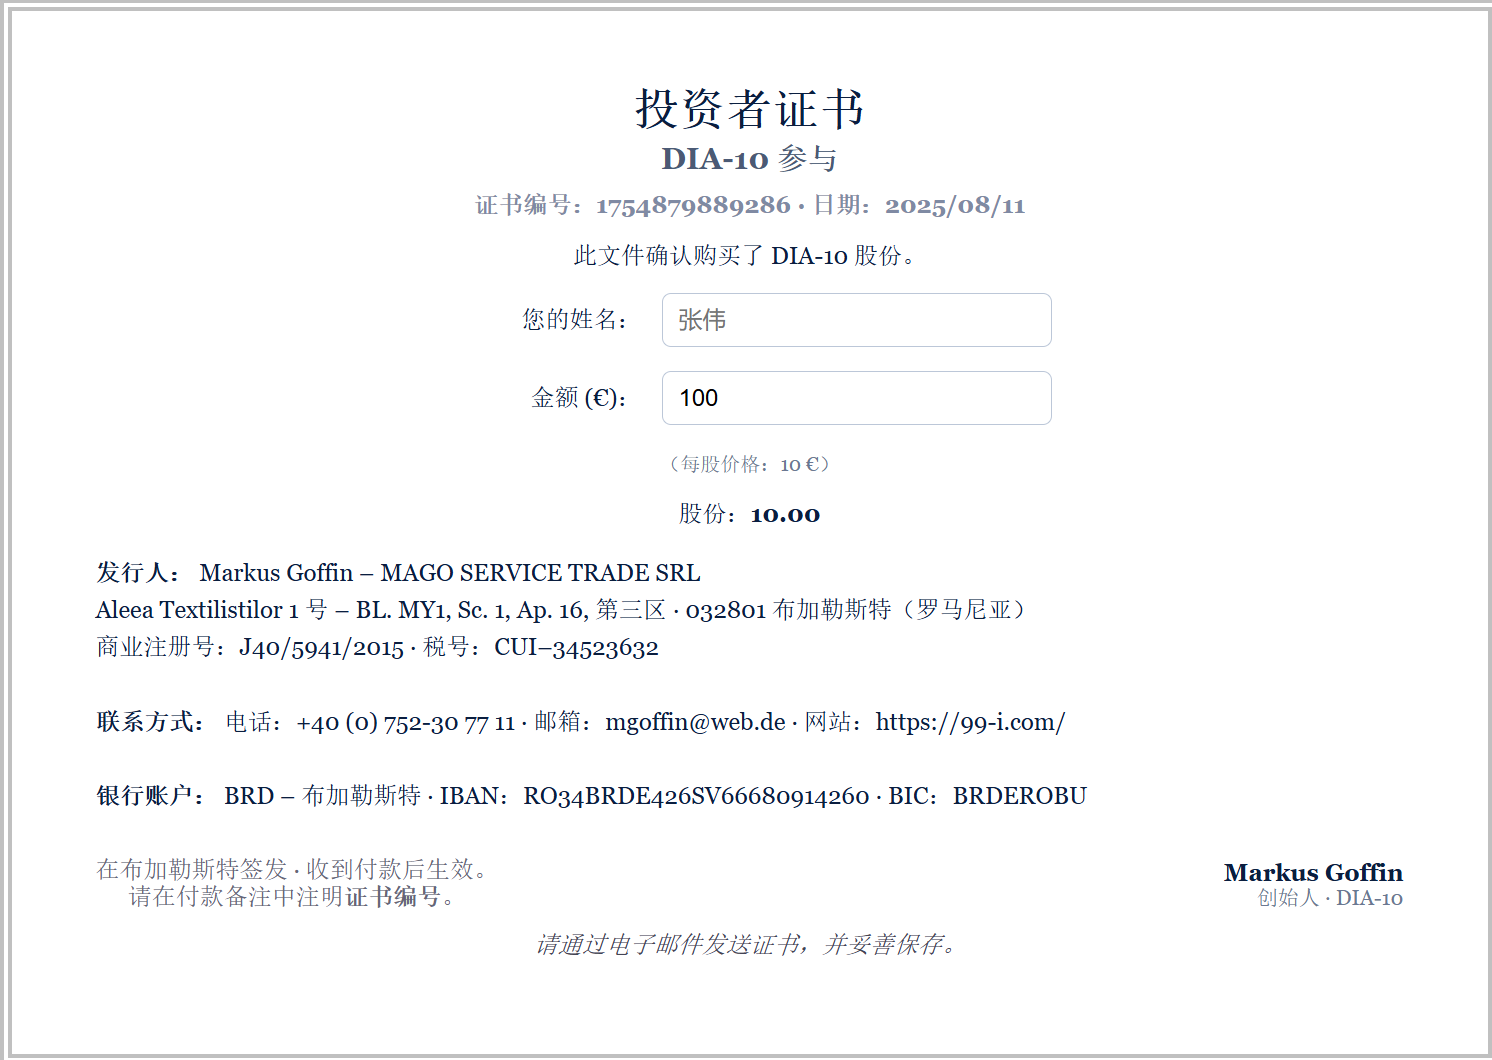 投资者证书
DIA-10 参与
证书编号：1754879889286 · 日期：2025/08/11
此文件确认购买了 DIA-10 股份。
您的姓名： 张伟
金额 (€)： 100
（每股价格：10 €）
股份：10.00
发行人： Markus Goffin – MAGO SERVICE TRADE SRL
Aleea Textilistilor 1 号 – BL. MY1, Sc. 1, Ap. 16, 第三区 · 032801 布加勒斯特（罗马尼亚）
商业注册号：J40/5941/2015 · 税号：CUI–34523632
联系方式： 电话：+40 (0) 752-30 77 11 · 邮箱：mgoffin@web.de · 网站：https://99-i.com/
银行账户： BRD – 布加勒斯特 · IBAN：RO34BRDE426SV66680914260 · BIC：BRDEROBU
在布加勒斯特签发 · 收到付款后生效。
请在付款备注中注明证书编号。
Markus Goffin
创始人 · DIA-10
请通过电子邮件发送证书，并妥善保存。